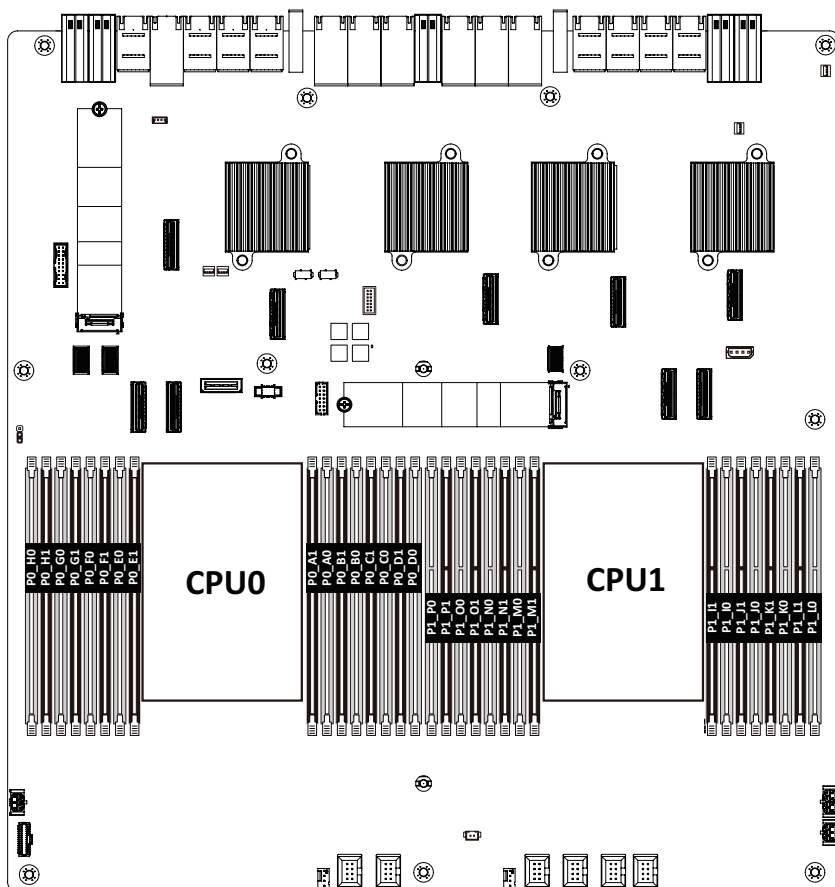 P0_H0
P0_H1
P0_G0
P0_G1
P0_F0
P0_F1
P0_E0
P0_E1
CPU0
P0_A1
P0_A0
P0_B1
P0_B0
P0_C1
P0_C0
P0_D1
P0_D0
P1_P0
P1_P1
P1_O0
P1_O1
P1_N0
P1_N1
P1_M0
P1_M1
CPU1
P1_I1
P1_I0
P1_J1
P1_J0
P1_K1
P1_K0
P1_L1
P1_L0